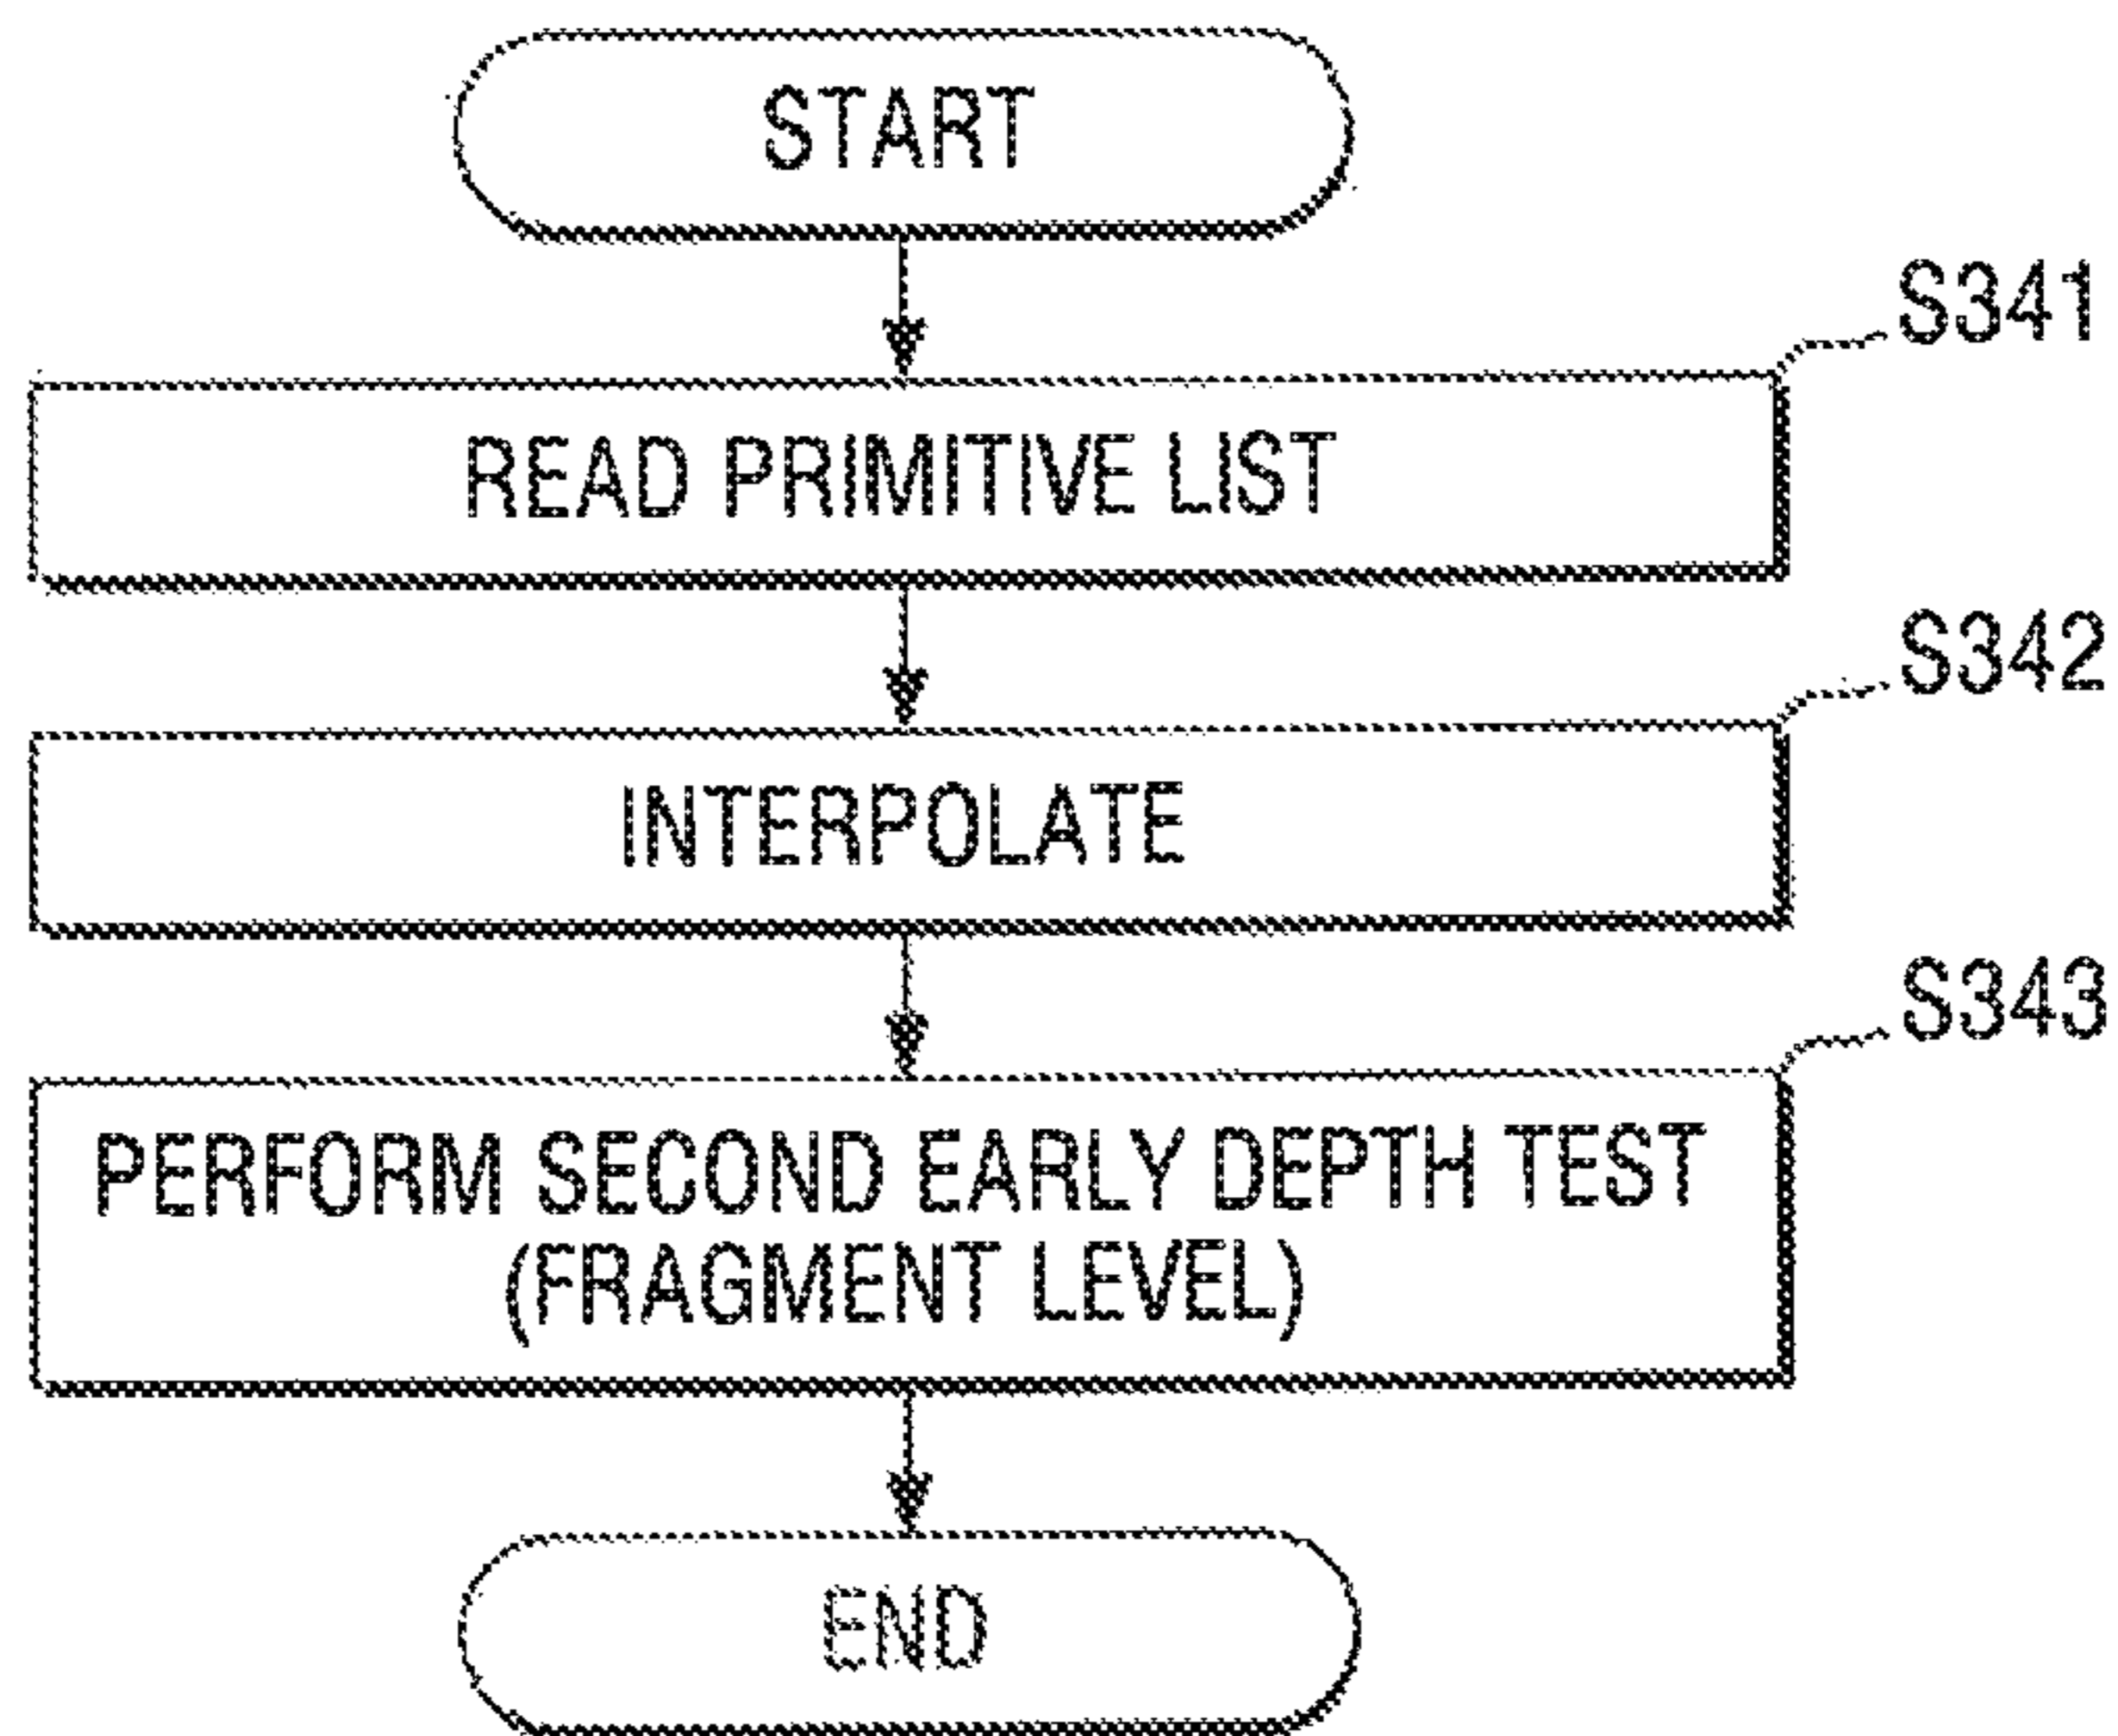 START
S341
READ PRIMITIVE LIST
S342
INTERPOLATE
S343
PERFORM SECOND EARLY DEPTH TEST
(FRAGMENT LEVEL)
END